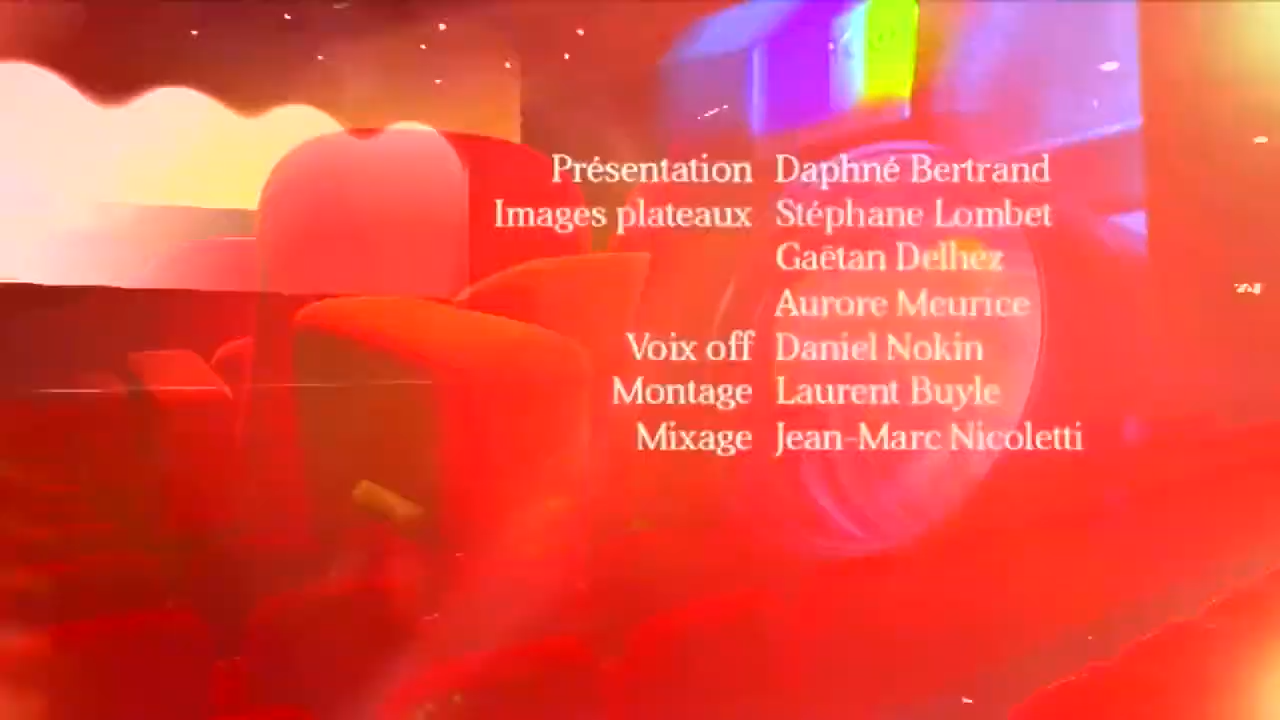 Présentation Daphné Bertrand
Images plateaux Stéphane Lombet
Gaëtan Delhez
Aurore Meurice
Voix off Daniel Nokin
Montage Laurent Buyle
Mixage Jean-Marc Nicoletti